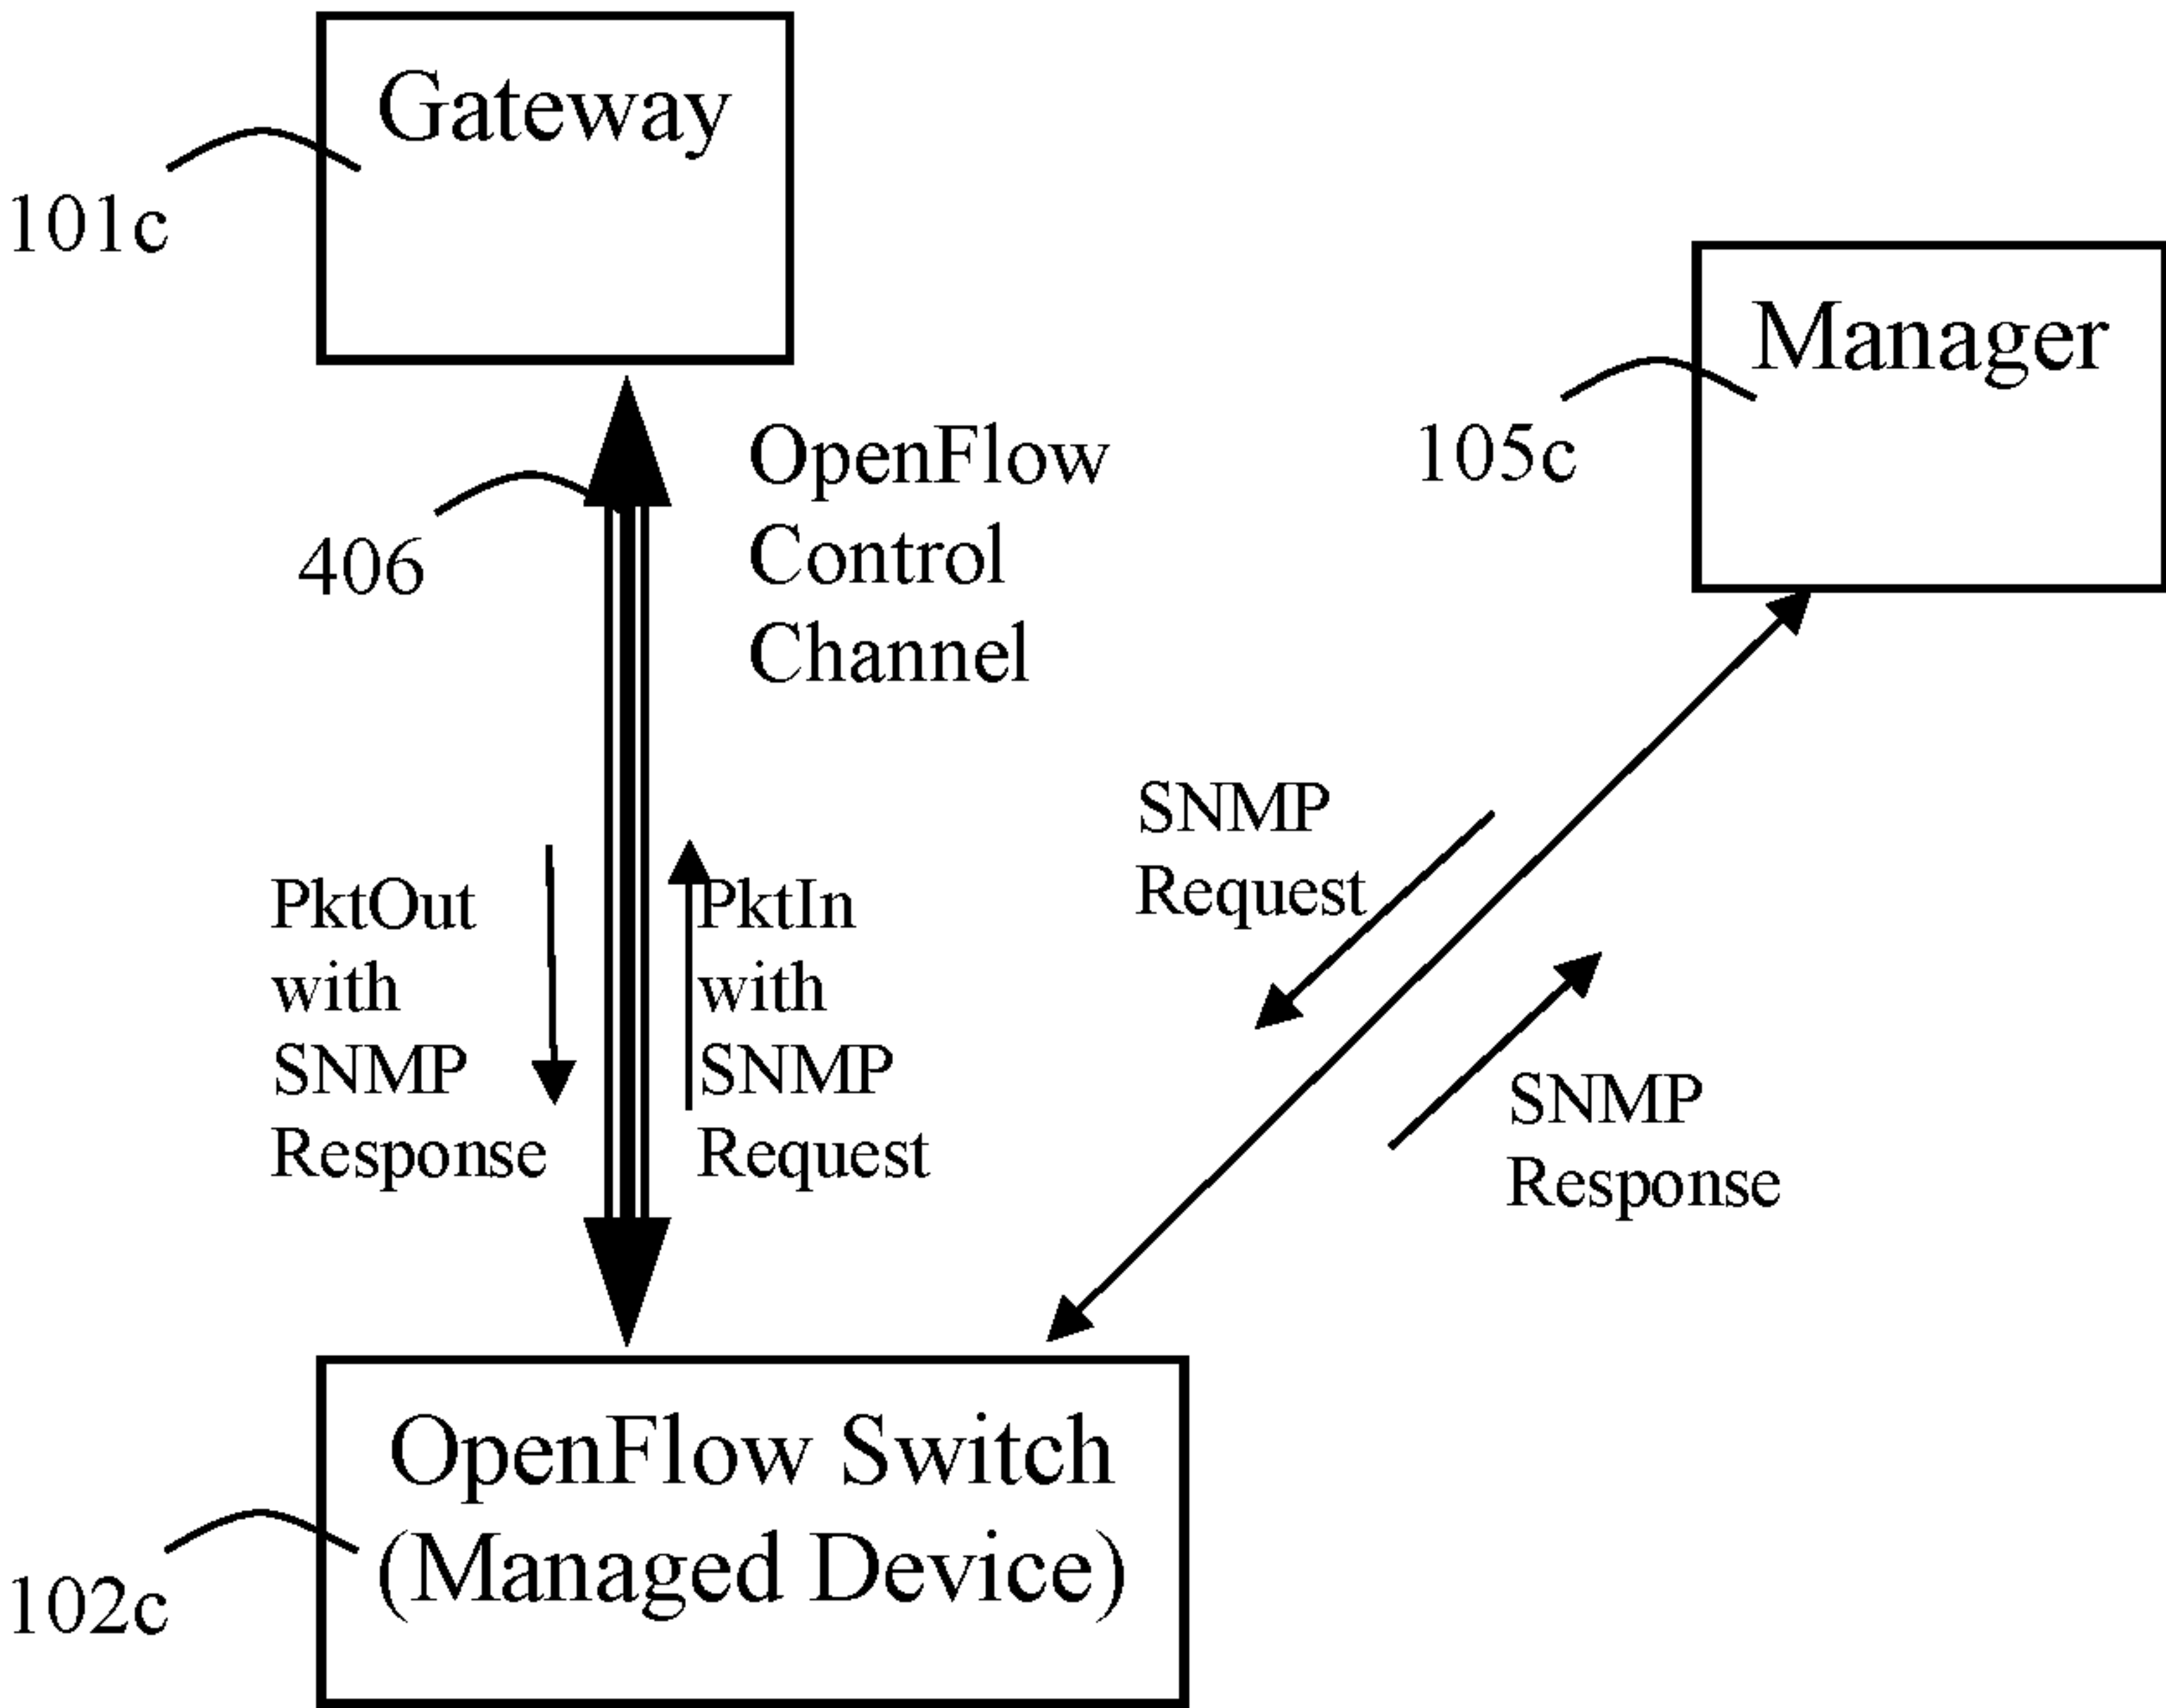 Gateway
101c
Manager
105c
OpenFlow
Control
Channel
406
SNMP
Request
PktOut
with
SNMP
Response
PktIn
with
SNMP
Request
SNMP
Response
OpenFlow Switch
(Managed Device)
102c